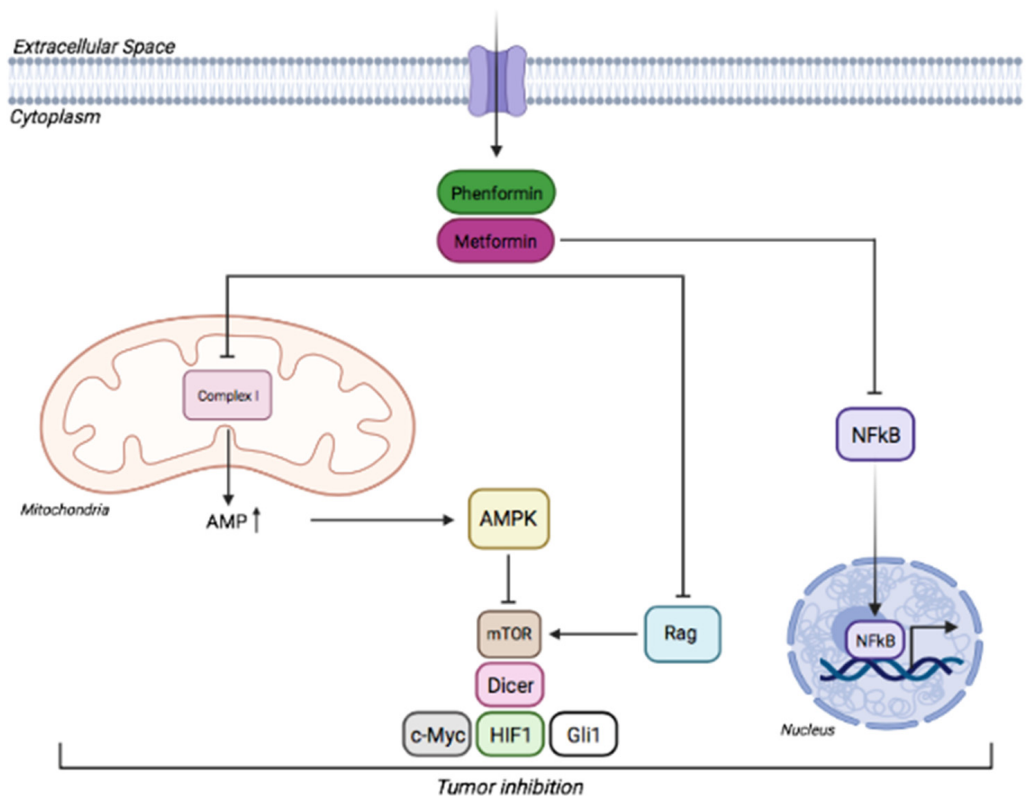 Extracellular Space
Cytoplasm
Phenformin
Metformin
Complex I
NFkB
Mitochondria
AMP
AMPK
mTOR
Rag
NFkB
Dicer
c-Myc
HIF1
Gli1
Nucleus
Tumor inhibition